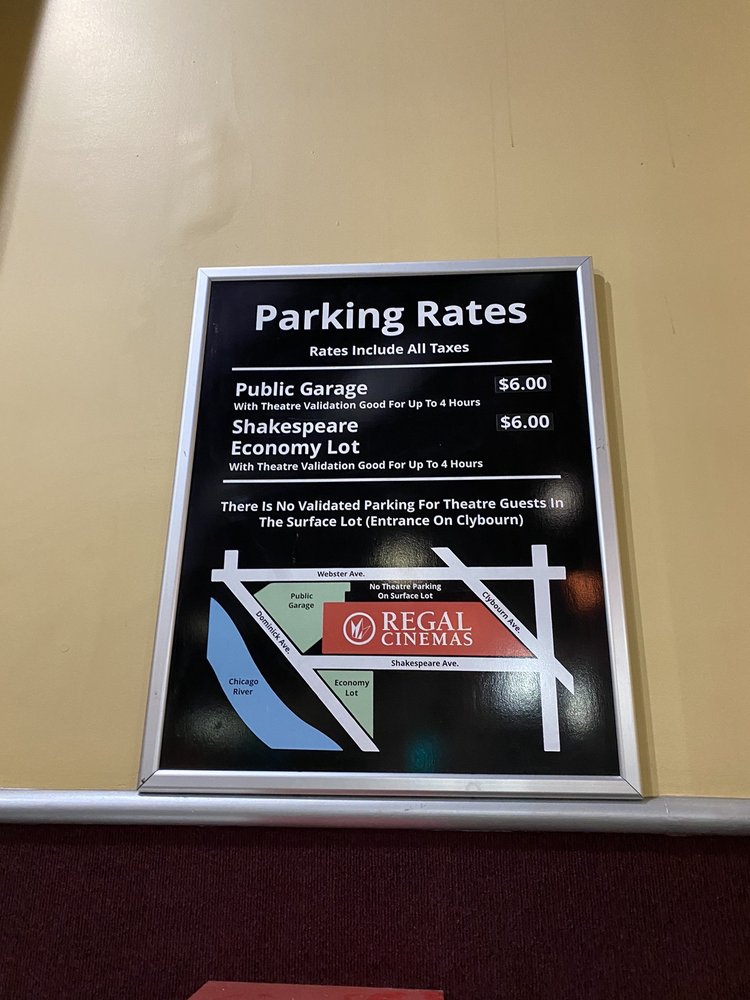 Parking Rates
Rates Include All Taxes
Public Garage $6.00
With Theatre Validation Good For Up To 4 Hours
Shakespeare $6.00
Economy Lot
With Theatre Validation Good For Up To 4 Hours
There Is No Validated Parking For Theatre Guests In
The Surface Lot (Entrance On Clybourn)
Webster Ave.
No Theatre Parking
On Surface Lot
Public
Garage
Clybourn Ave.
Dominick Ave.
REGAL
CINEMAS
Shakespeare Ave.
Chicago
River
Economy
Lot